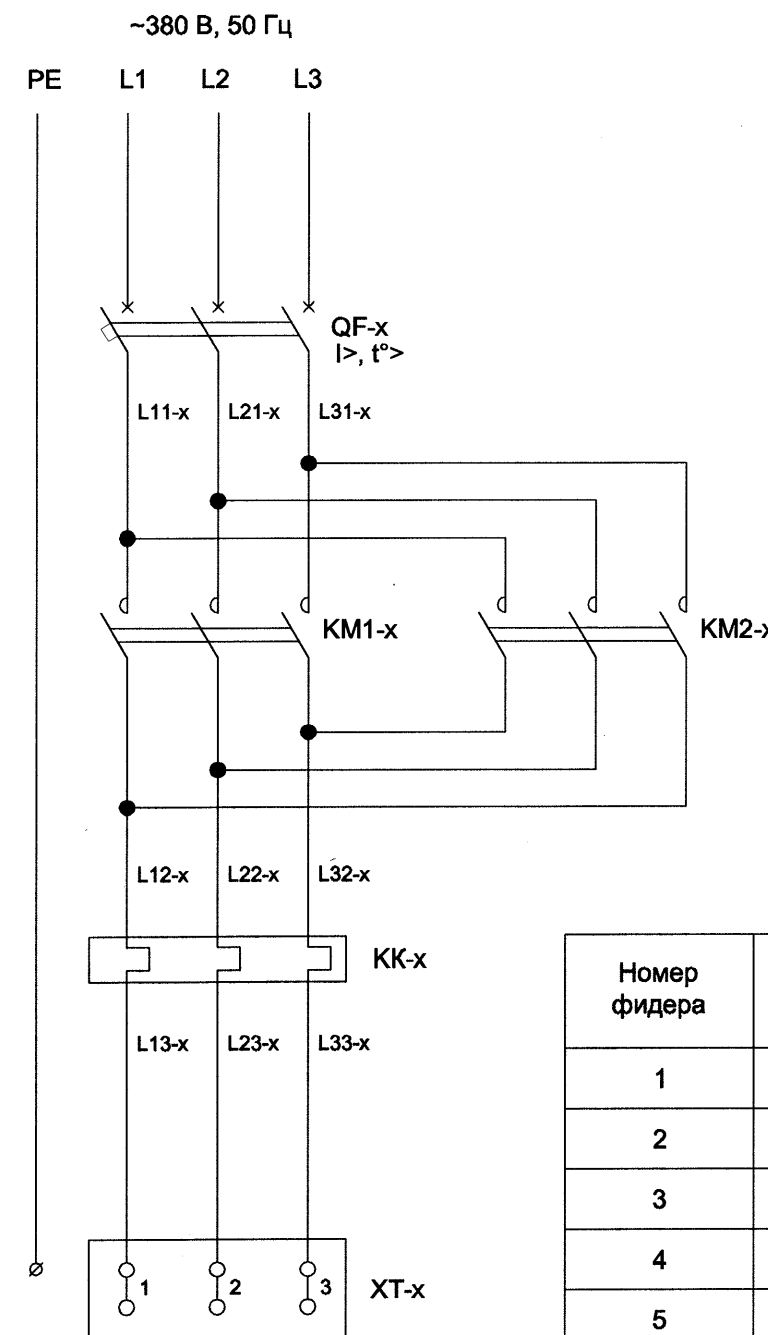 ~380 В, 50 Гц
PE L1 L2 L3
QF-x
I>, t°>
L11-x L21-x L31-x
KM1-x
KM2-x
L12-x L22-x L32-x
КК-x
L13-x L23-x L33-x
Номер
фидера
1
2
3
4
5
1 2 3
XT-x